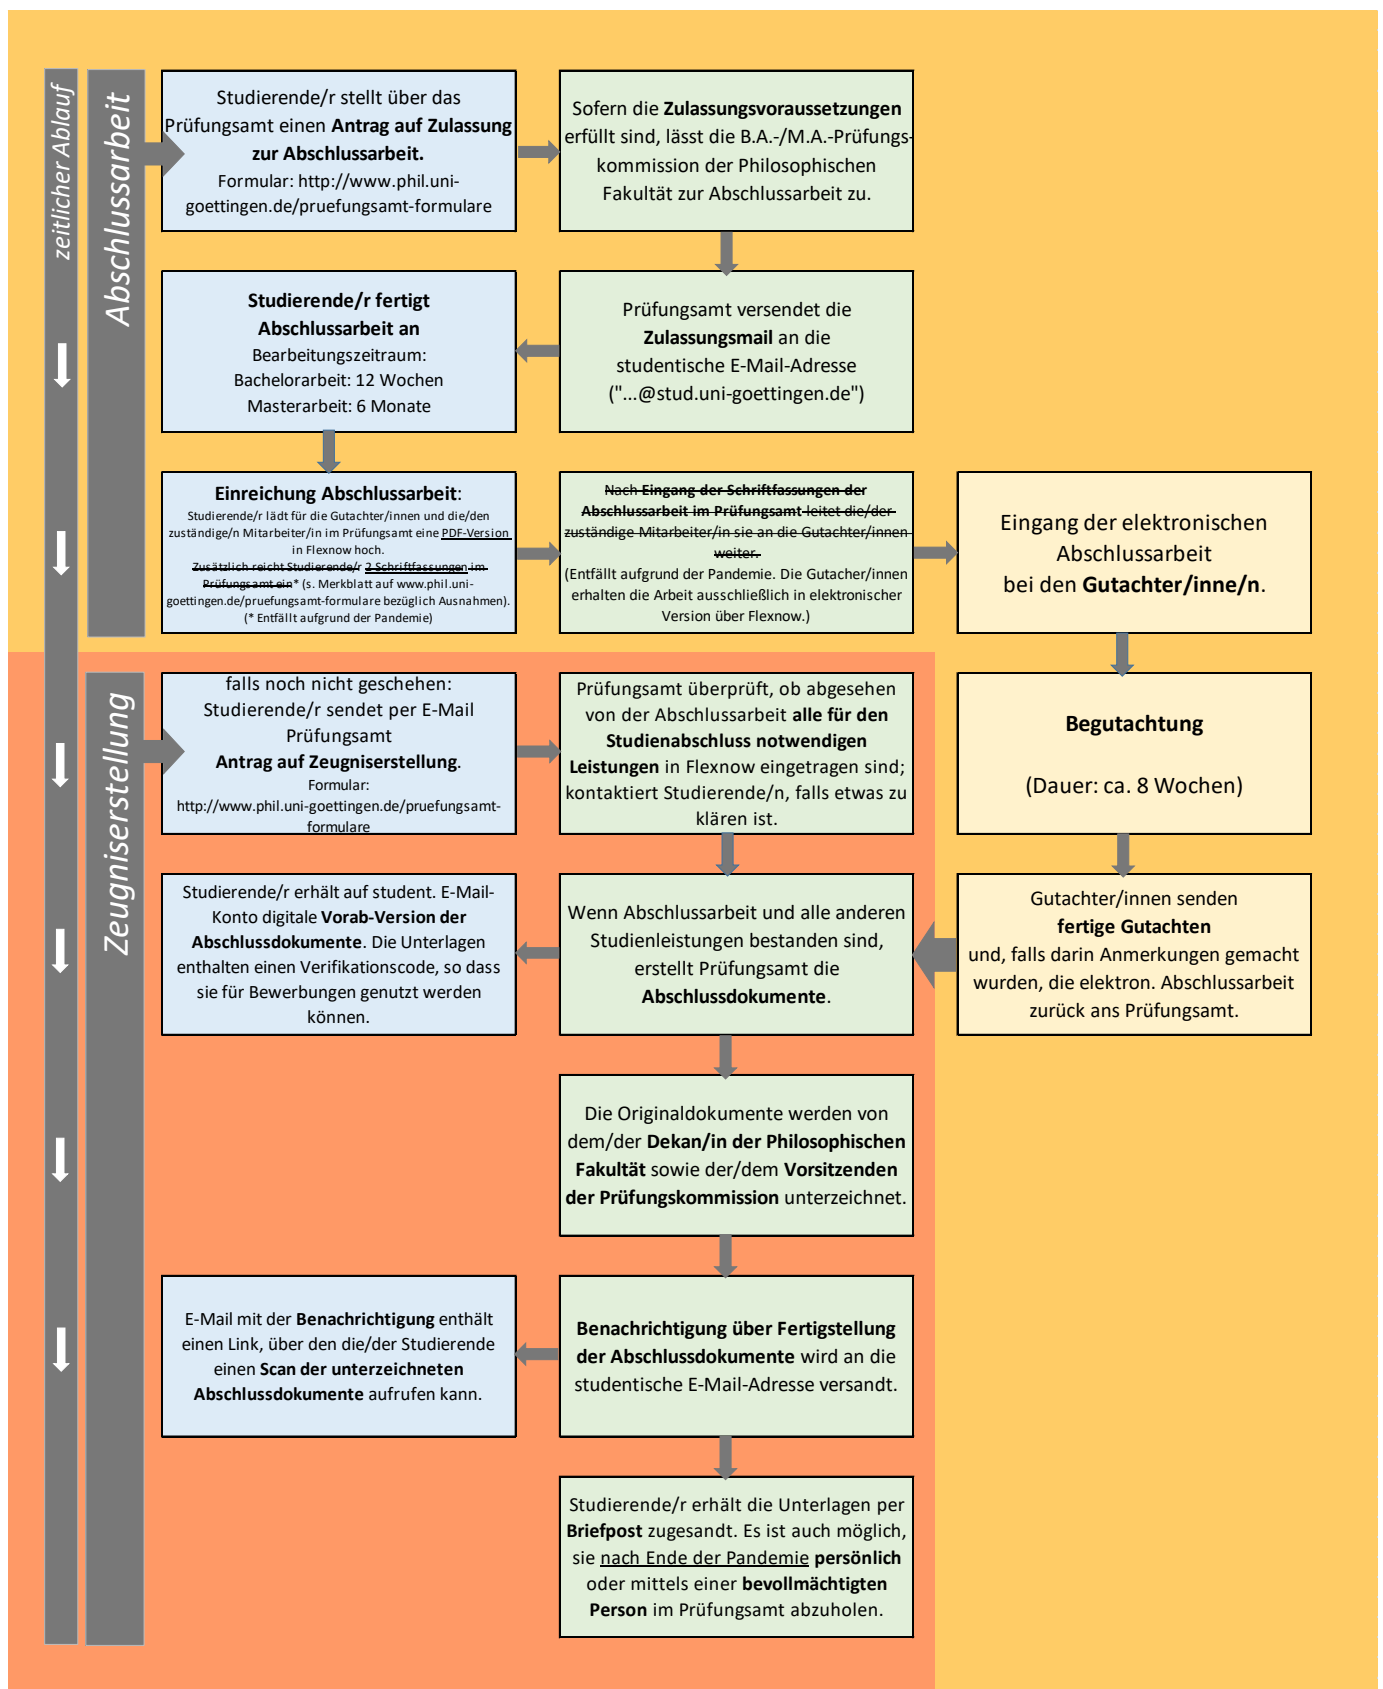 zeitlicher Ablauf
Abschlussarbeit
Studierende/r stellt über das
Prüfungsamt einen Antrag auf Zulassung
zur Abschlussarbeit.
Formular: http://www.phil.uni-
goettingen.de/pruefungsamt-formulare
Sofern die Zulassungsvoraussetzungen
erfüllt sind, lässt die B.A.-/M.A.-Prüfungs-
kommission der Philosophischen
Fakultät zur Abschlussarbeit zu.
Studierende/r fertigt
Abschlussarbeit an
Bearbeitungszeitraum:
Bachelorarbeit: 12 Wochen
Masterarbeit: 6 Monate
Prüfungsamt versendet die
Zulassungsmail an die
studentische E-Mail-Adresse
("...@stud.uni-goettingen.de")
Einreichung Abschlussarbeit:
Studierende/r lädt für die Gutachter/innen und die/den
zuständige/n Mitarbeiter/in im Prüfungsamt eine PDF-Version
in Flexnow hoch.
Zusätzlich reicht Studierende/r 2 Schriftfassungen im
Prüfungsamt ein* (s. Merkblatt auf www.phil.uni-
goettingen.de/pruefungsamt-formulare bezüglich Ausnahmen).
(* Entfällt aufgrund der Pandemie)
Nach Eingang der Schriftfassungen der
Abschlussarbeit im Prüfungsamt leitet die/der
zuständige Mitarbeiter/in sie an die Gutachter/innen
weiter.
(Entfällt aufgrund der Pandemie. Die Gutacher/innen
erhalten die Arbeit ausschließlich in elektronischer
Version über Flexnow.)
Eingang der elektronischen
Abschlussarbeit
bei den Gutachter/inne/n.
Zeugniserstellung
falls noch nicht geschehen:
Studierende/r sendet per E-Mail
Prüfungsamt
Antrag auf Zeugniserstellung.
Formular:
http://www.phil.uni-goettingen.de/pruefungsamt-
formulare
Prüfungsamt überprüft, ob abgesehen
von der Abschlussarbeit alle für den
Studienabschluss notwendigen
Leistungen in Flexnow eingetragen sind;
kontaktiert Studierende/n, falls etwas zu
klären ist.
Begutachtung
(Dauer: ca. 8 Wochen)
Studierende/r erhält auf student. E-Mail-
Konto digitale Vorab-Version der
Abschlussdokumente. Die Unterlagen
enthalten einen Verifikationscode, so dass
sie für Bewerbungen genutzt werden
können.
Wenn Abschlussarbeit und alle anderen
Studienleistungen bestanden sind,
erstellt Prüfungsamt die
Abschlussdokumente.
Gutachter/innen senden
fertige Gutachten
und, falls darin Anmerkungen gemacht
wurden, die elektron. Abschlussarbeit
zurück ans Prüfungsamt.
Die Originaldokumente werden von
dem/der Dekan/in der Philosophischen
Fakultät sowie der/dem Vorsitzenden
der Prüfungskommission unterzeichnet.
E-Mail mit der Benachrichtigung enthält
einen Link, über den die/der Studierende
einen Scan der unterzeichneten
Abschlussdokumente aufrufen kann.
Benachrichtigung über Fertigstellung
der Abschlussdokumente wird an die
studentische E-Mail-Adresse versandt.
Studierende/r erhält die Unterlagen per
Briefpost zugesandt. Es ist auch möglich,
sie nach Ende der Pandemie persönlich
oder mittels einer bevollmächtigten
Person im Prüfungsamt abzuholen.